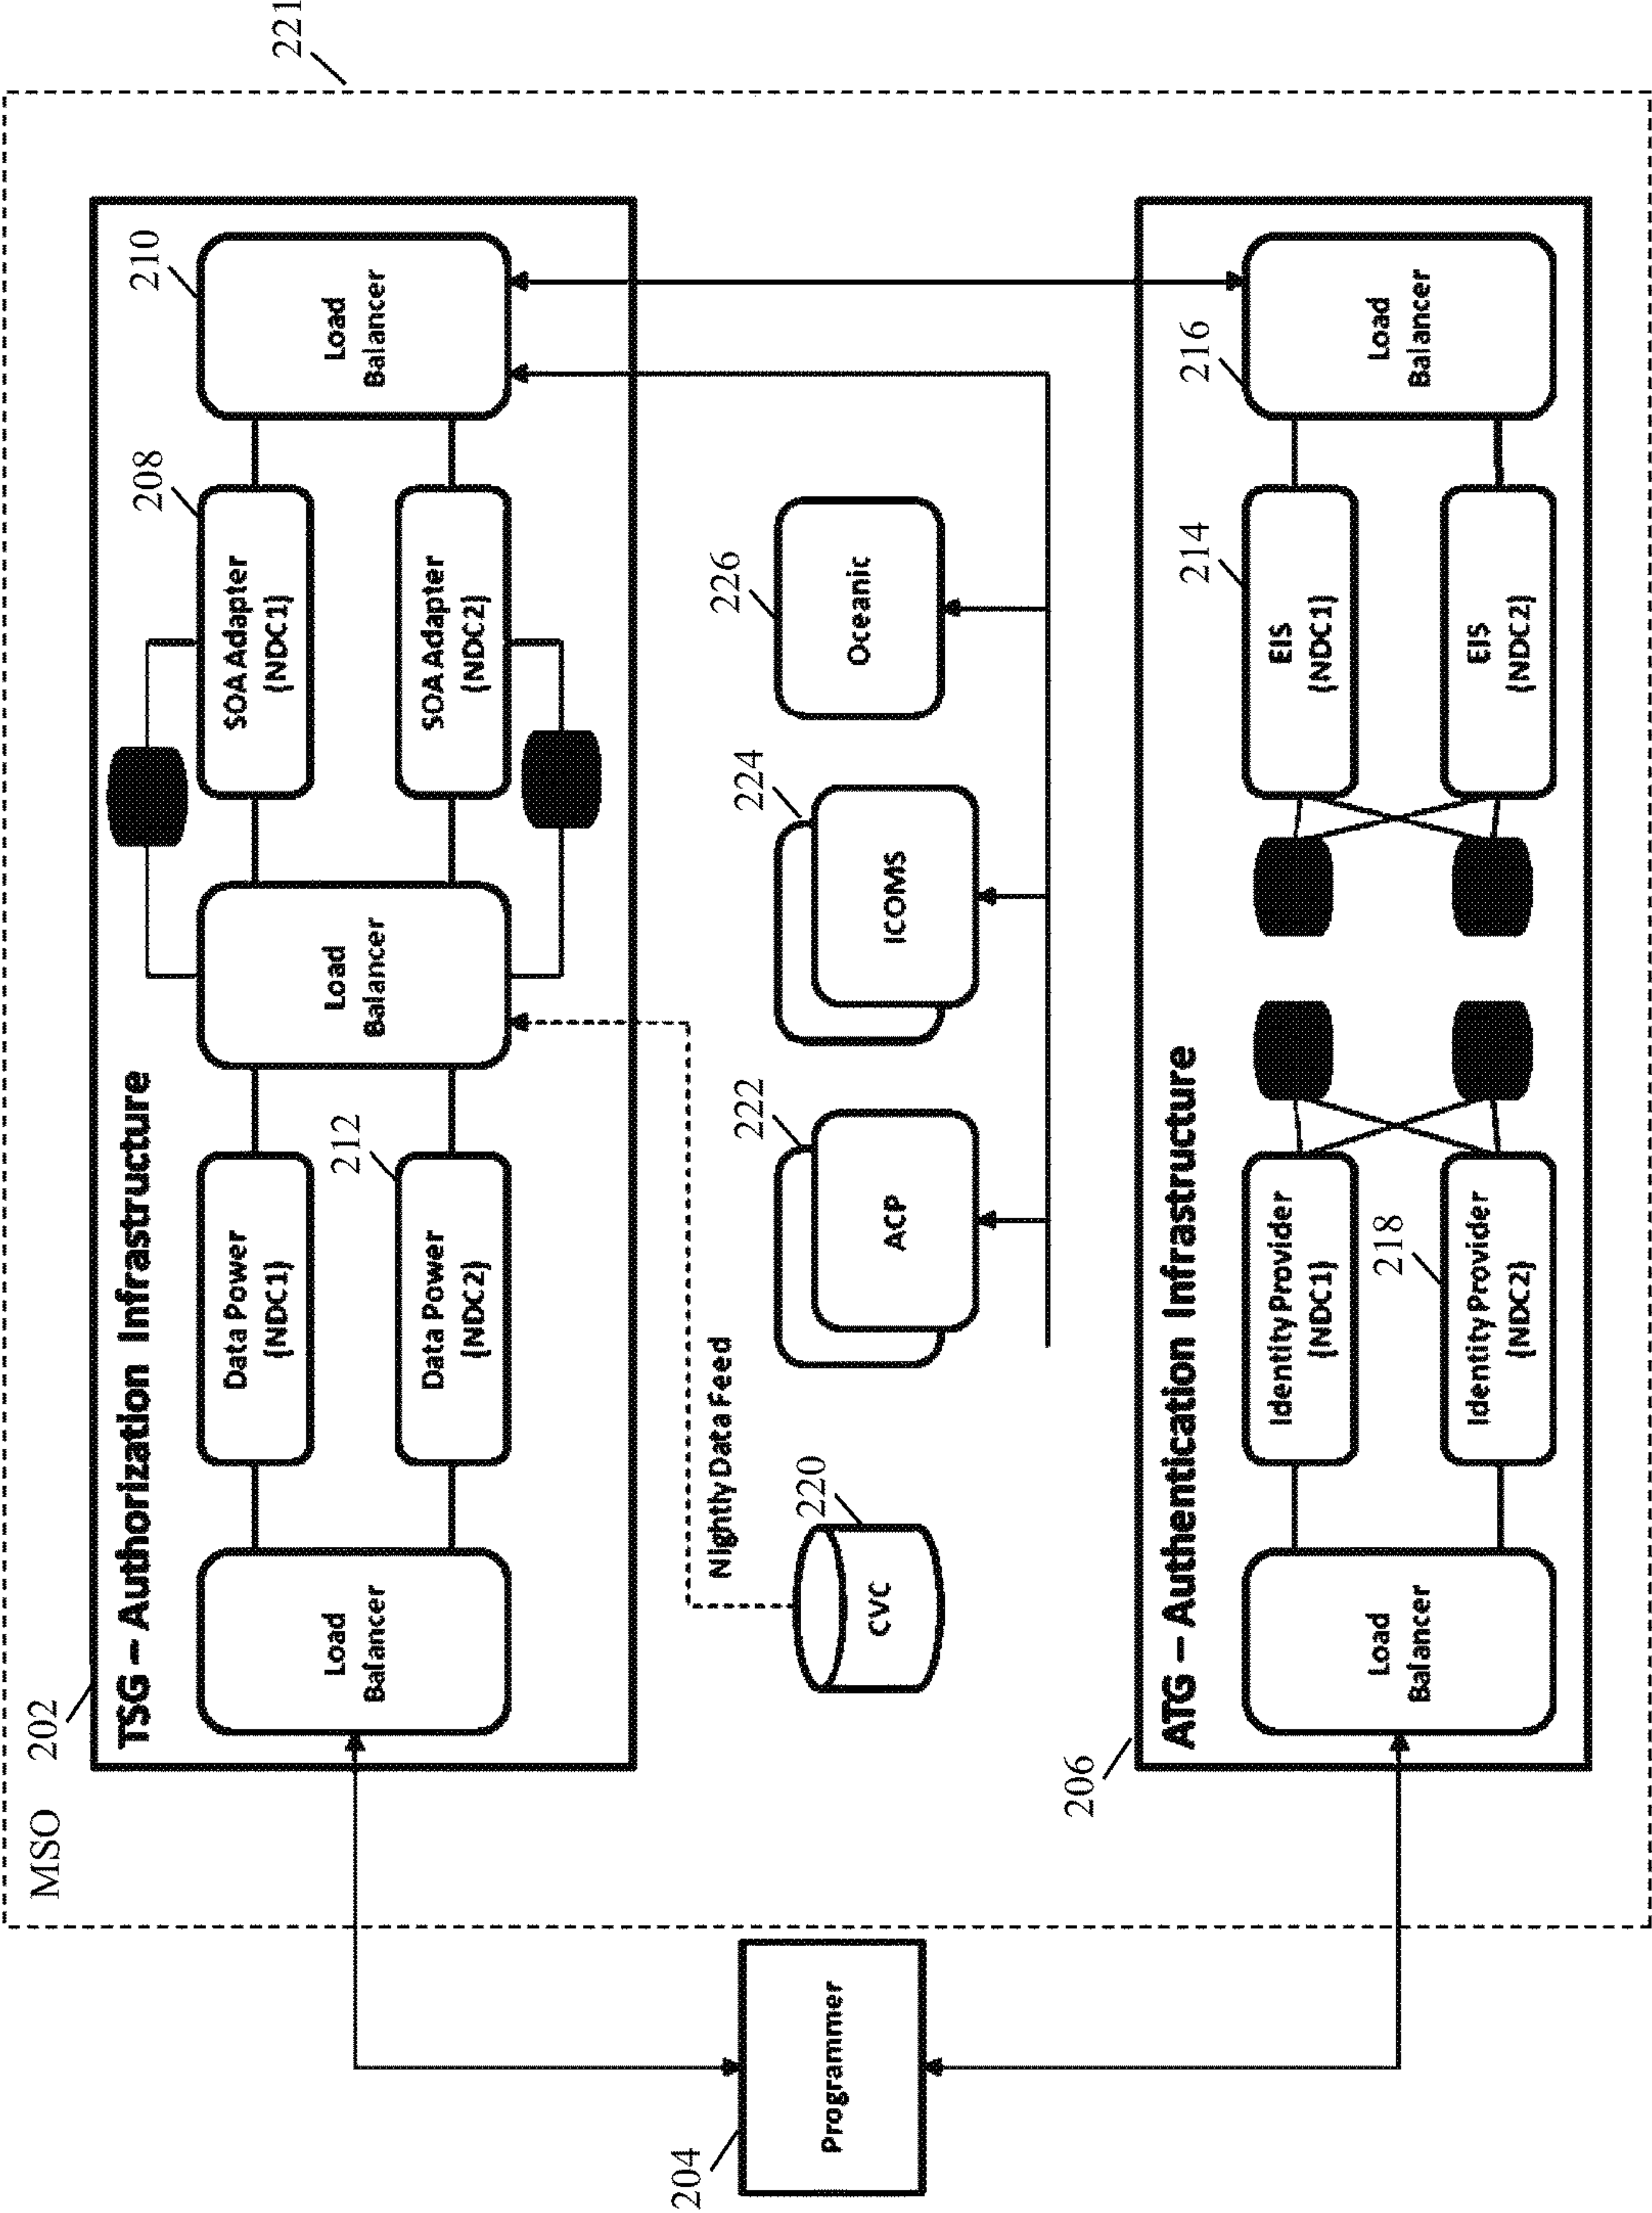 MSO
202
221
TSG – Authorization Infrastructure
Load
Balancer
Data Power
(NDC1)
Data Power
(NDC2)
212
Load
Balancer
SOA Adapter
(NDC1)
208
SOA Adapter
(NDC2)
Load
Balancer
210
Nightly Data Feed
CVC
220
ACP
222
ICOMS
224
Oceanic
226
Programmer
204
206
ATG – Authentication Infrastructure
Load
Balancer
Identity Provider
(NDC1)
218
Identity Provider
(NDC2)
EIS
(NDC1)
214
EIS
(NDC2)
Load
Balancer
216